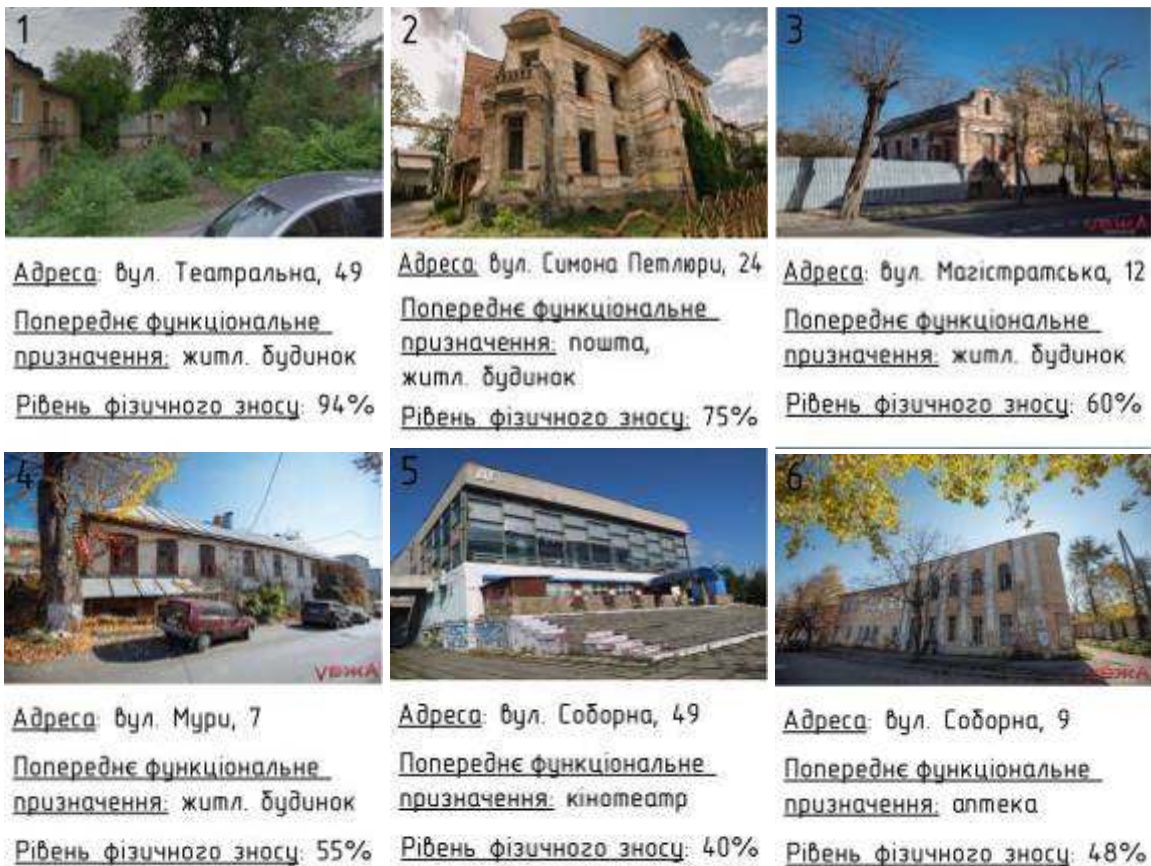 1
Адреса: вул. Театральна, 49
Попереднє функціональне
призначення: житл. будинок
Рівень фізичного зносу: 94%
2
Адреса: вул. Симона Петлюри, 24
Попереднє функціональне
призначення: пошта,
житл. будинок
Рівень фізичного зносу: 75%
3
vежа
Адреса: вул. Магістратська, 12
Попереднє функціональне
призначення: житл. будинок
Рівень фізичного зносу: 60%
4
vежа
Адреса: вул. Мури, 7
Попереднє функціональне
призначення: житл. будинок
Рівень фізичного зносу: 55%
5
Адреса: вул. Соборна, 49
Попереднє функціональне
призначення: кінотеатр
Рівень фізичного зносу: 40%
6
Адреса: вул. Соборна, 9
Попереднє функціональне
призначення: аптека
Рівень фізичного зносу: 48%